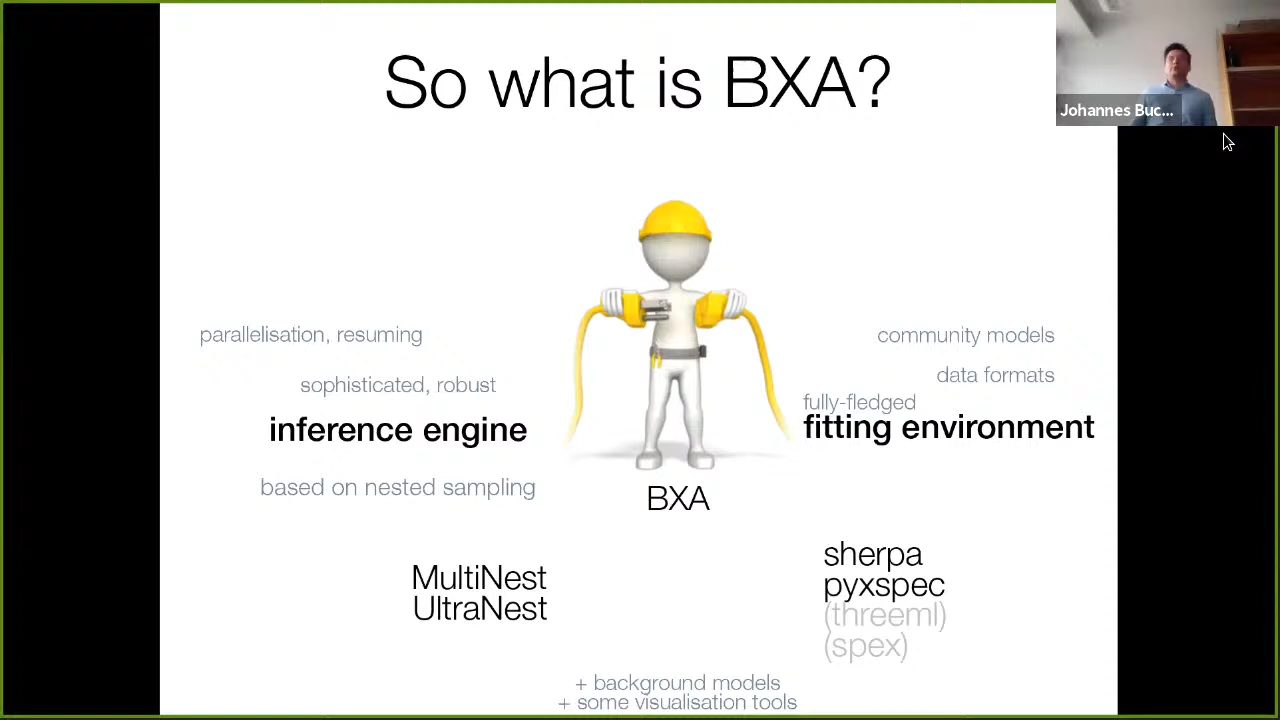 So what is BXA?
Johannes Buc...
parallelisation, resuming
sophisticated, robust
inference engine
based on nested sampling
MultiNest
UltraNest
BXA
community models
data formats
fully-fledged
fitting environment
sherpa
pyxspec
(threeml)
(spex)
+ background models
+ some visualisation tools